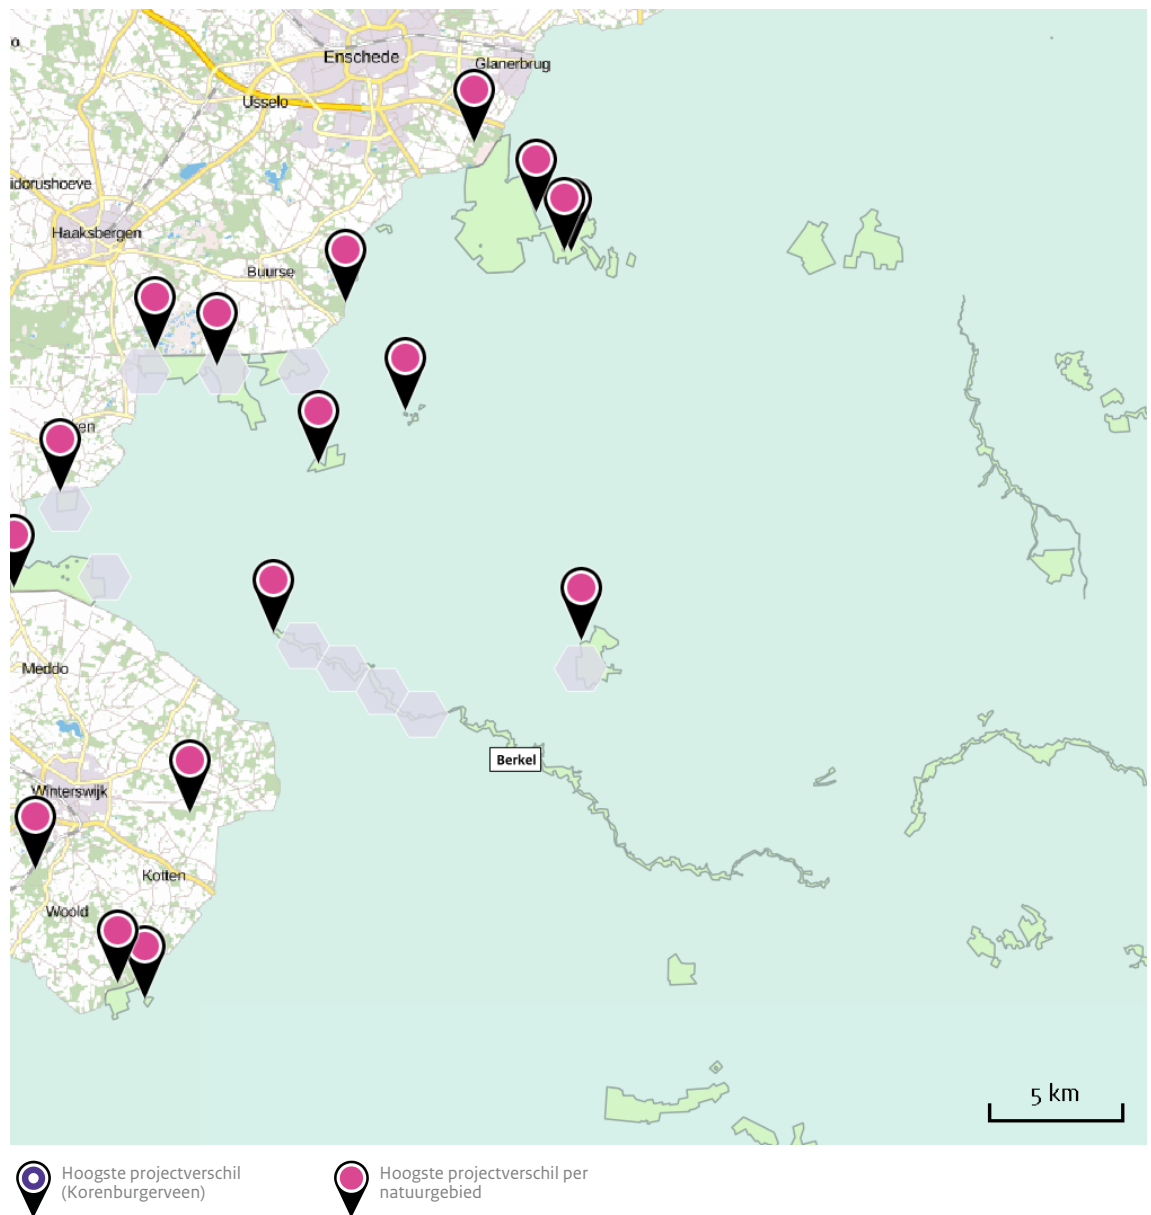 Enschede
Glanerbrug
Usselo
idorushoeve
Haaksbergen
Buurse
en
Meddo
Berkel
Winterswijk
Kotten
Woold
5 km
Hoogste projectverschil
(Korenburgerveen)
Hoogste projectverschil per
natuurgebied